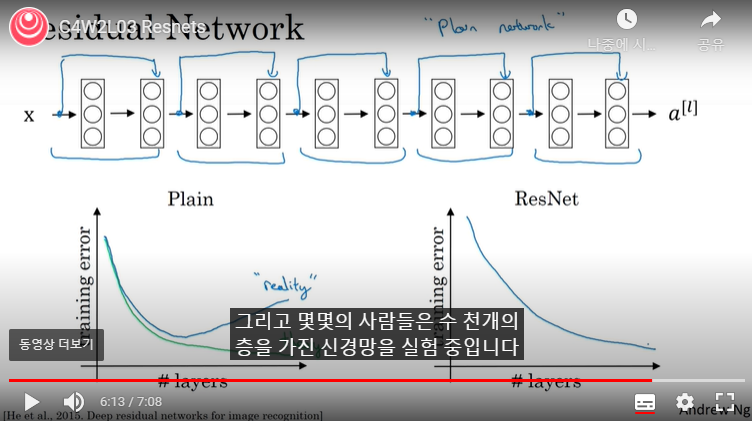 C4W2L03 Resnets
esidual Network
"Plain network"
나중에 시...
공유
x
a[l]
Plain
ResNet
training error
"reality"
training error
그리고 몇몇의 사람들은 수 천개의
층을 가진 신경망을 실험 중입니다
동영상 더보기
# layers
# layers
6:13 / 7:08
[He et al., 2015. Deep residual networks for image recognition]
Andrew Ng